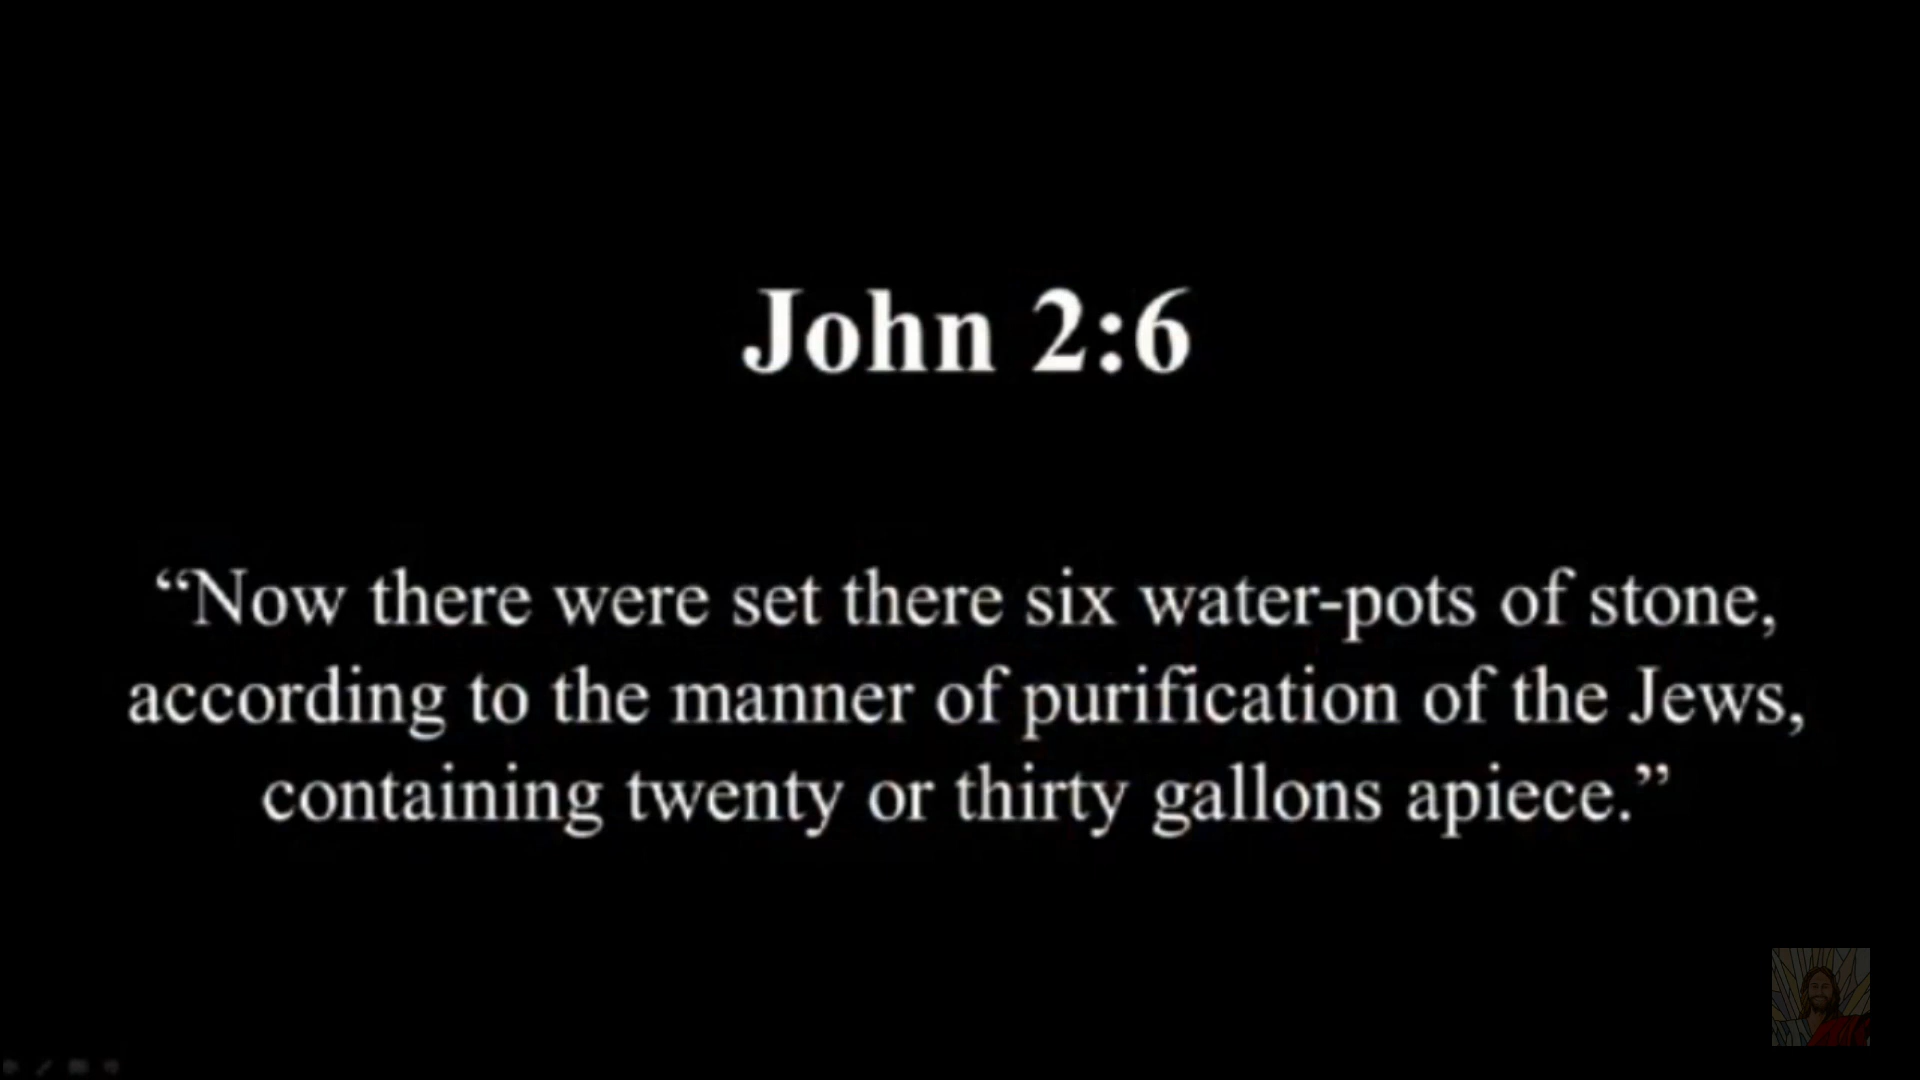 John 2:6
“Now there were set there six water-pots of stone,
according to the manner of purification of the Jews,
containing twenty or thirty gallons apiece.”